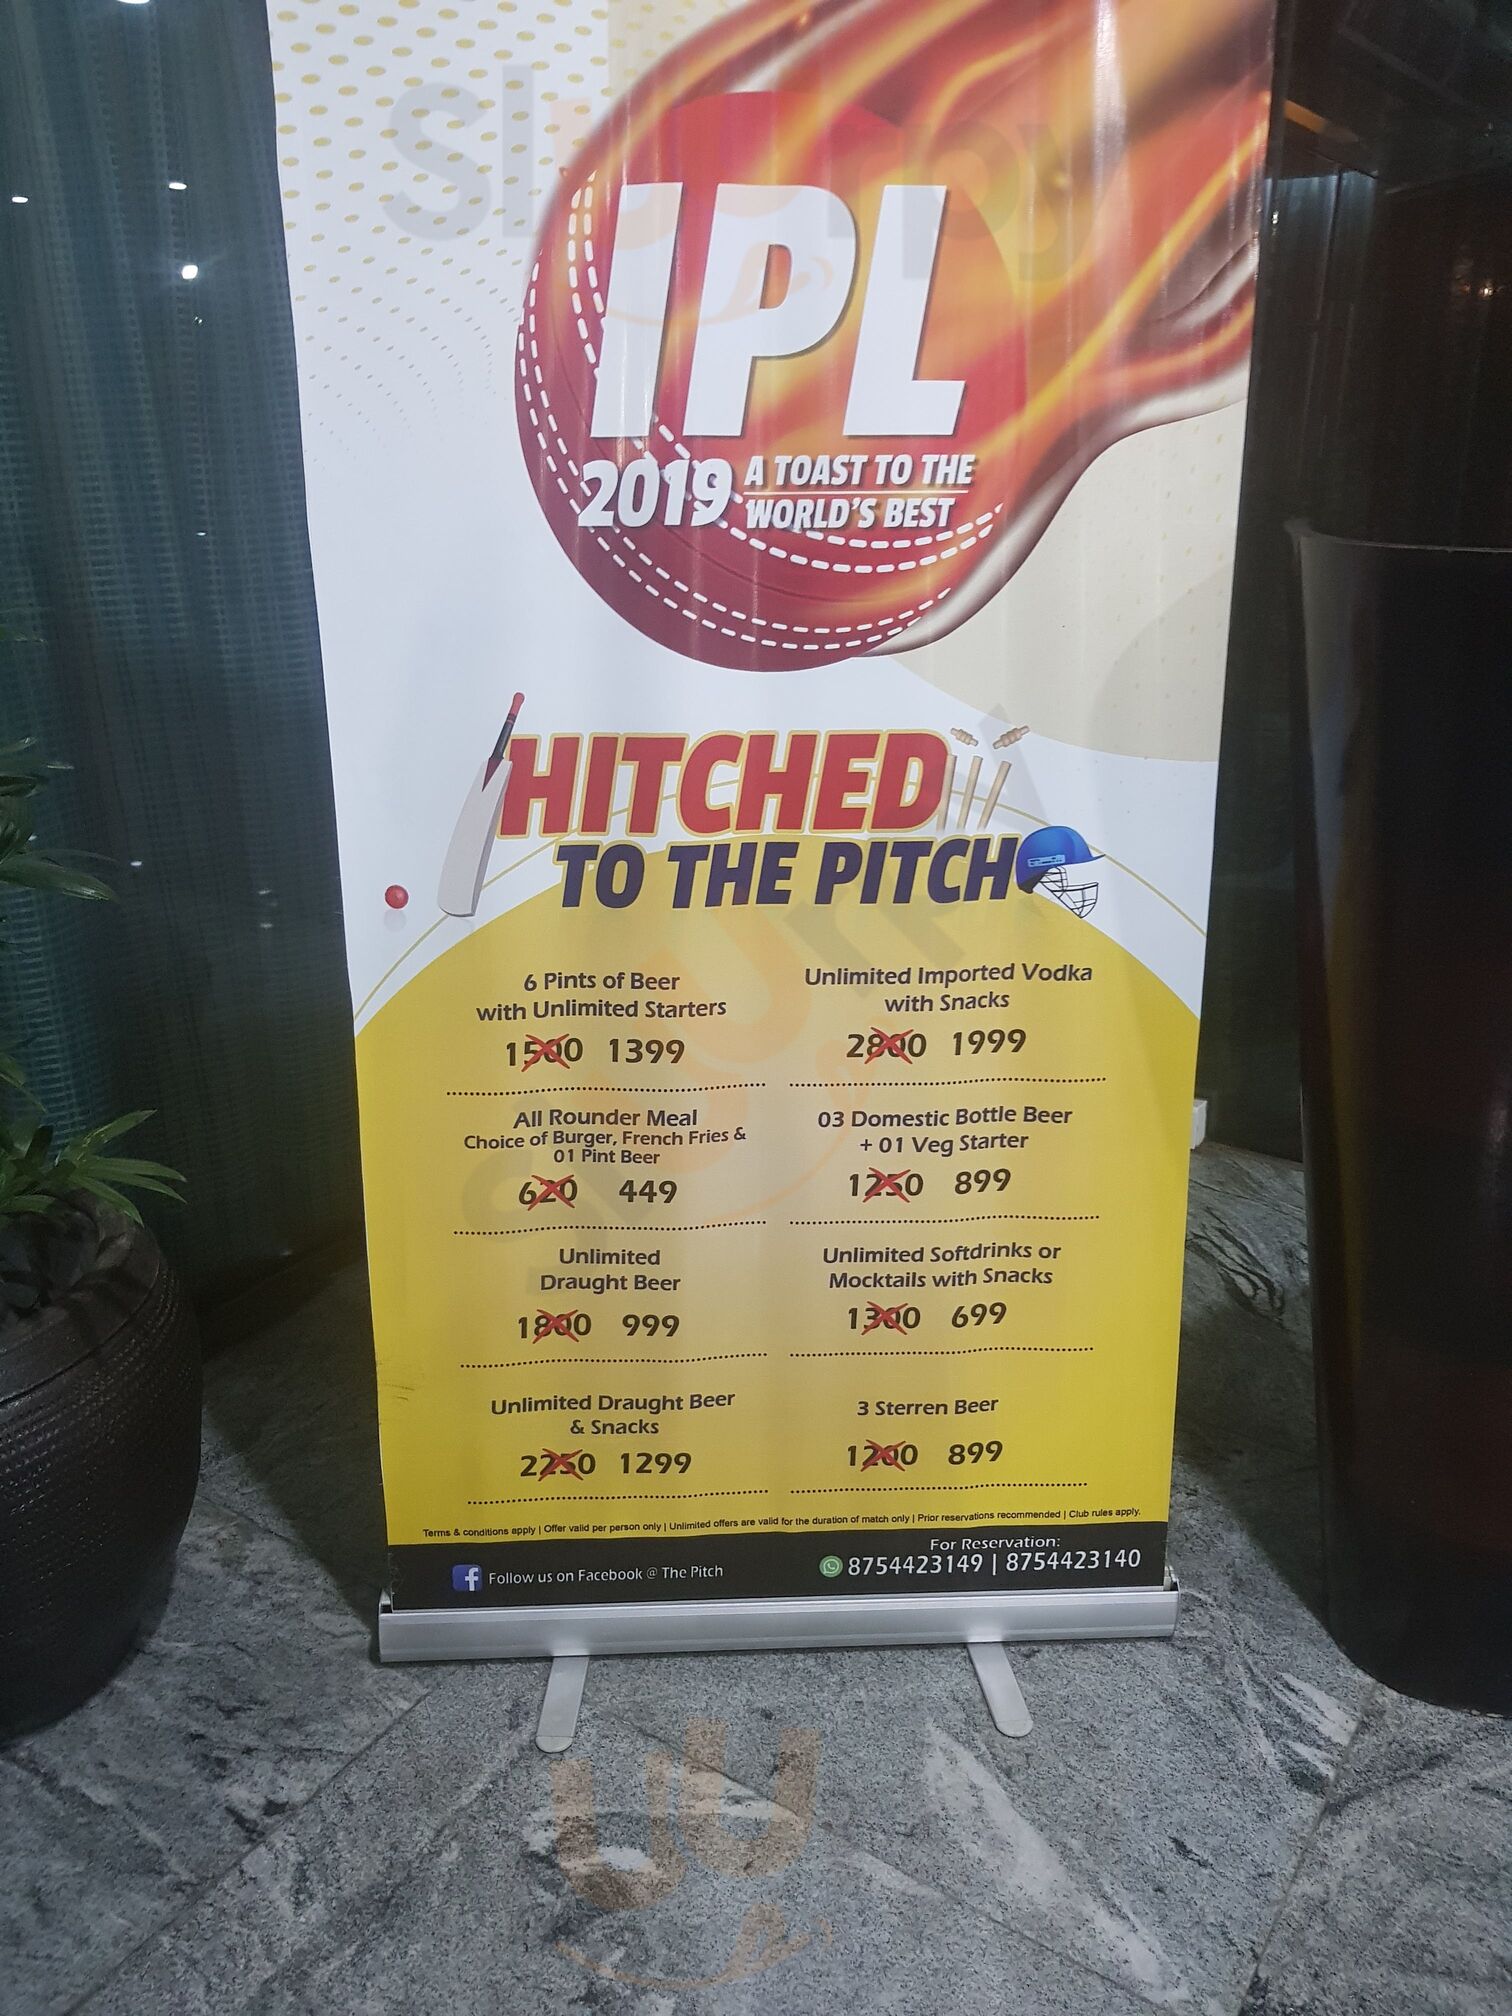 IPL
2019 A TOAST TO THE
WORLD'S BEST
HITCHED
TO THE PITCH
6 Pints of Beer
with Unlimited Starters
1500 1399
All Rounder Meal
Choice of Burger, French Fries &
01 Pint Beer
620 449
Unlimited
Draught Beer
1800 999
Unlimited Draught Beer
& Snacks
2250 1299
Unlimited Imported Vodka
with Snacks
2800 1999
03 Domestic Bottle Beer
+ 01 Veg Starter
1250 899
Unlimited Softdrinks or
Mocktails with Snacks
1300 699
3 Sterren Beer
1200 899
Terms & conditions apply | Offer valid per person only | Unlimited offers are valid for the duration of match only | Prior reservations recommended | Club rules apply.
Follow us on Facebook @ The Pitch
For Reservation:
8754423149 | 8754423140